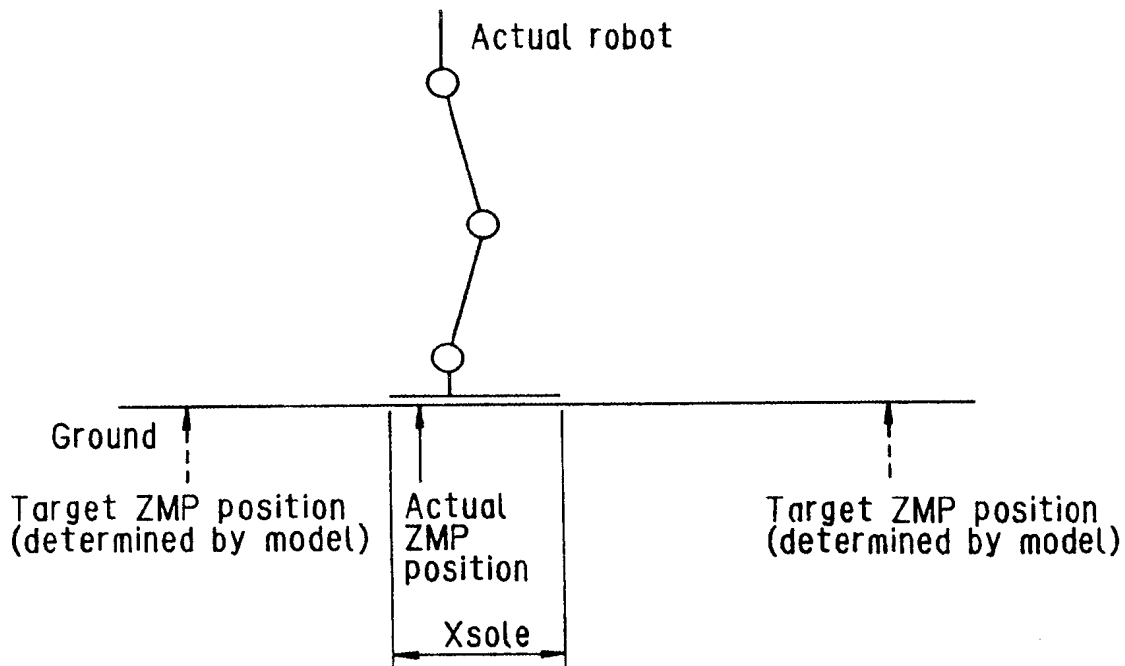 Actual robot
Ground
Target ZMP position
(determined by model)
Actual
ZMP
position
Target ZMP position
(determined by model)
Xsole